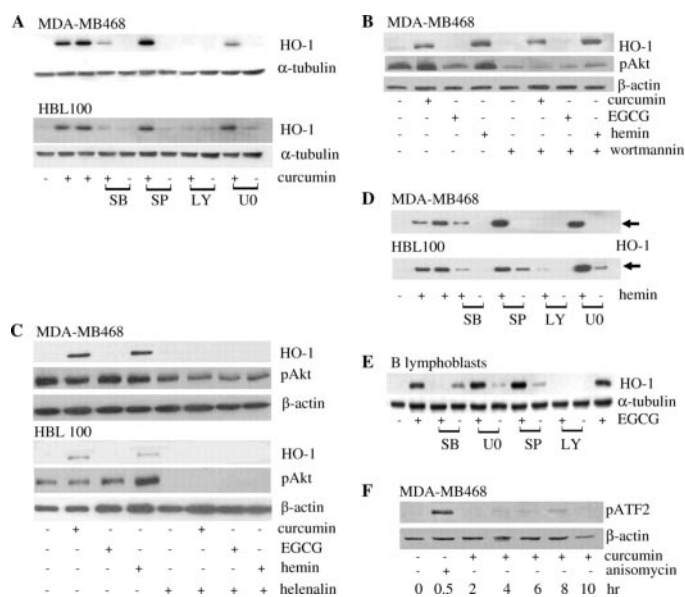 A
MDA-MB468
HO-1
α-tubulin
HBL100
HO-1
α-tubulin
- + + + - + - + - + - curcumin
SB SP LY U0
B
MDA-MB468
HO-1
pAkt
β-actin
- + - - - + - - curcumin
- - + - - - + - EGCG
- - - + - - - + hemin
- - - - + + + + wortmannin
C
MDA-MB468
HO-1
pAkt
β-actin
HBL 100
HO-1
pAkt
β-actin
- + - - - + - - curcumin
- - + - - - + - EGCG
- - - + - - - + hemin
- - - - + + + + helenalin
D
MDA-MB468
HBL100 HO-1
- + + + - + - + - + - hemin
SB SP LY U0
E
B lymphoblasts
HO-1
α-tubulin
- + + - + - + - + - + EGCG
SB U0 SP LY
F
MDA-MB468
pATF2
β-actin
- - + + + + + curcumin
- + - - - - - anisomycin
0 0,5 2 4 6 8 10 hr